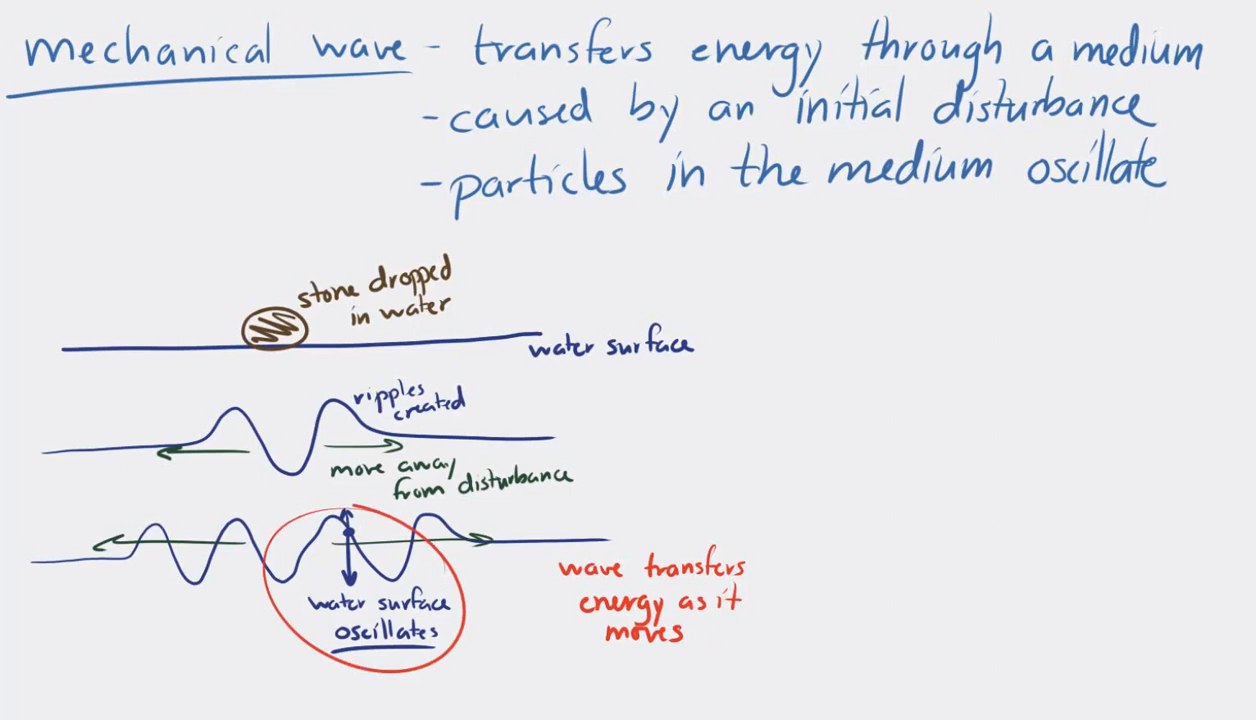 mechanical wave - transfers energy through a medium
- caused by an initial disturbance
- particles in the medium oscillate
stone dropped
in water
water surface
ripples
created
move away
from disturbance
water surface
oscillates
wave transfers
energy as it
moves